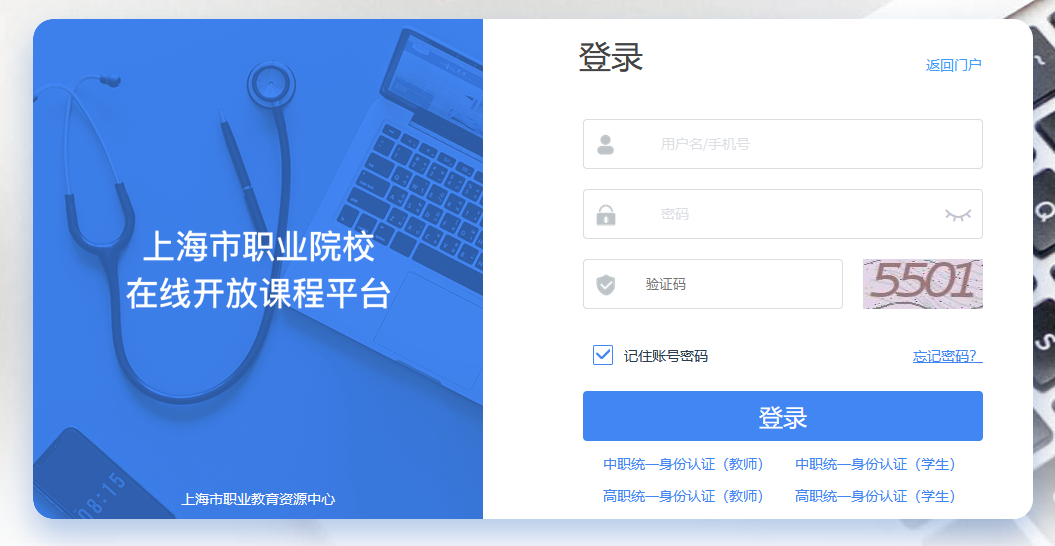 登录
返回门户
用户名/手机号
密码
上海市职业院校
在线开放课程平台
验证码
5501
记住账号密码
忘记密码?
登录
中职统一身份认证（教师）
中职统一身份认证（学生）
高职统一身份认证（教师）
高职统一身份认证（学生）
08:15
上海市职业教育资源中心